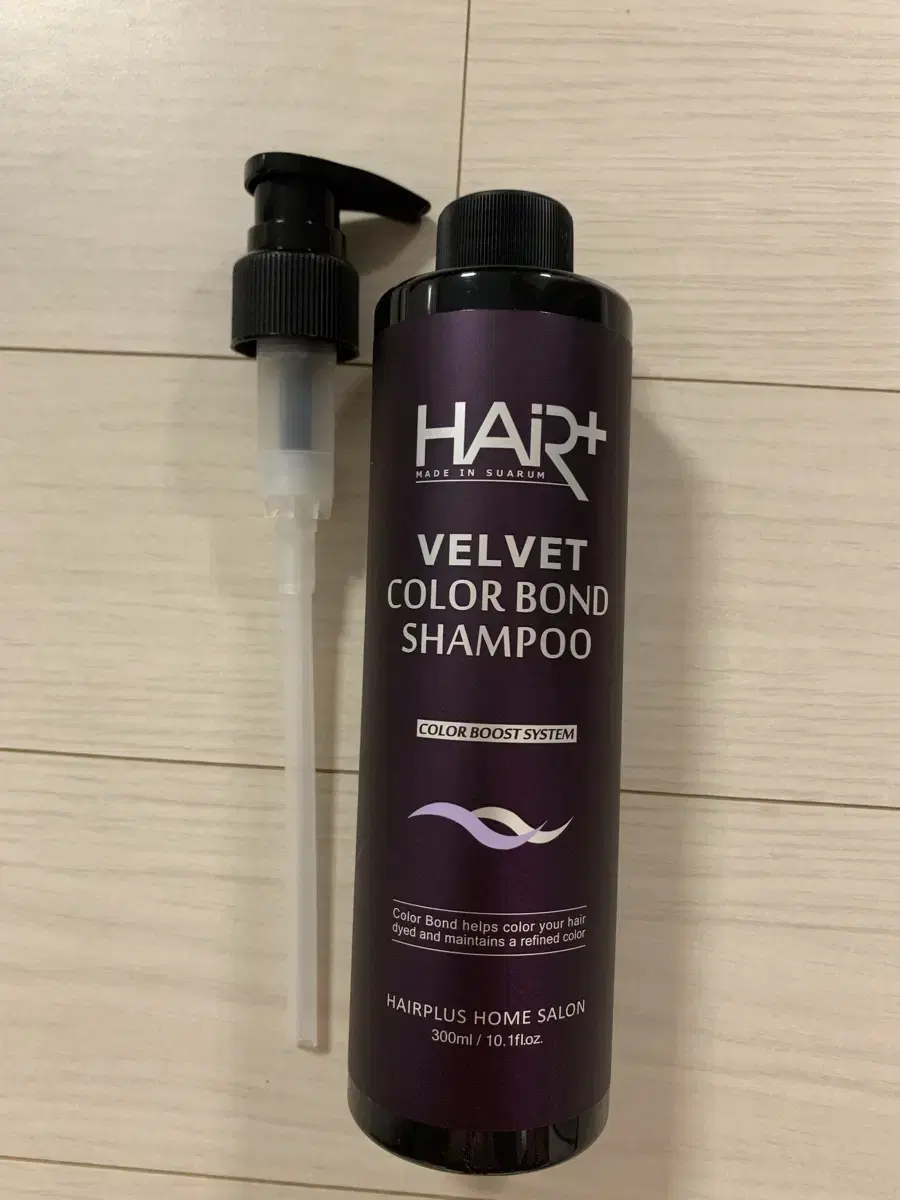 HAiR+
MADE IN SUARUM
VELVET
COLOR BOND
SHAMPOO
COLOR BOOST SYSTEM
Color Bond helps color your hair
dyed and maintains a refined color
HAIRPLUS HOME SALON
300ml / 10.1fl.oz.